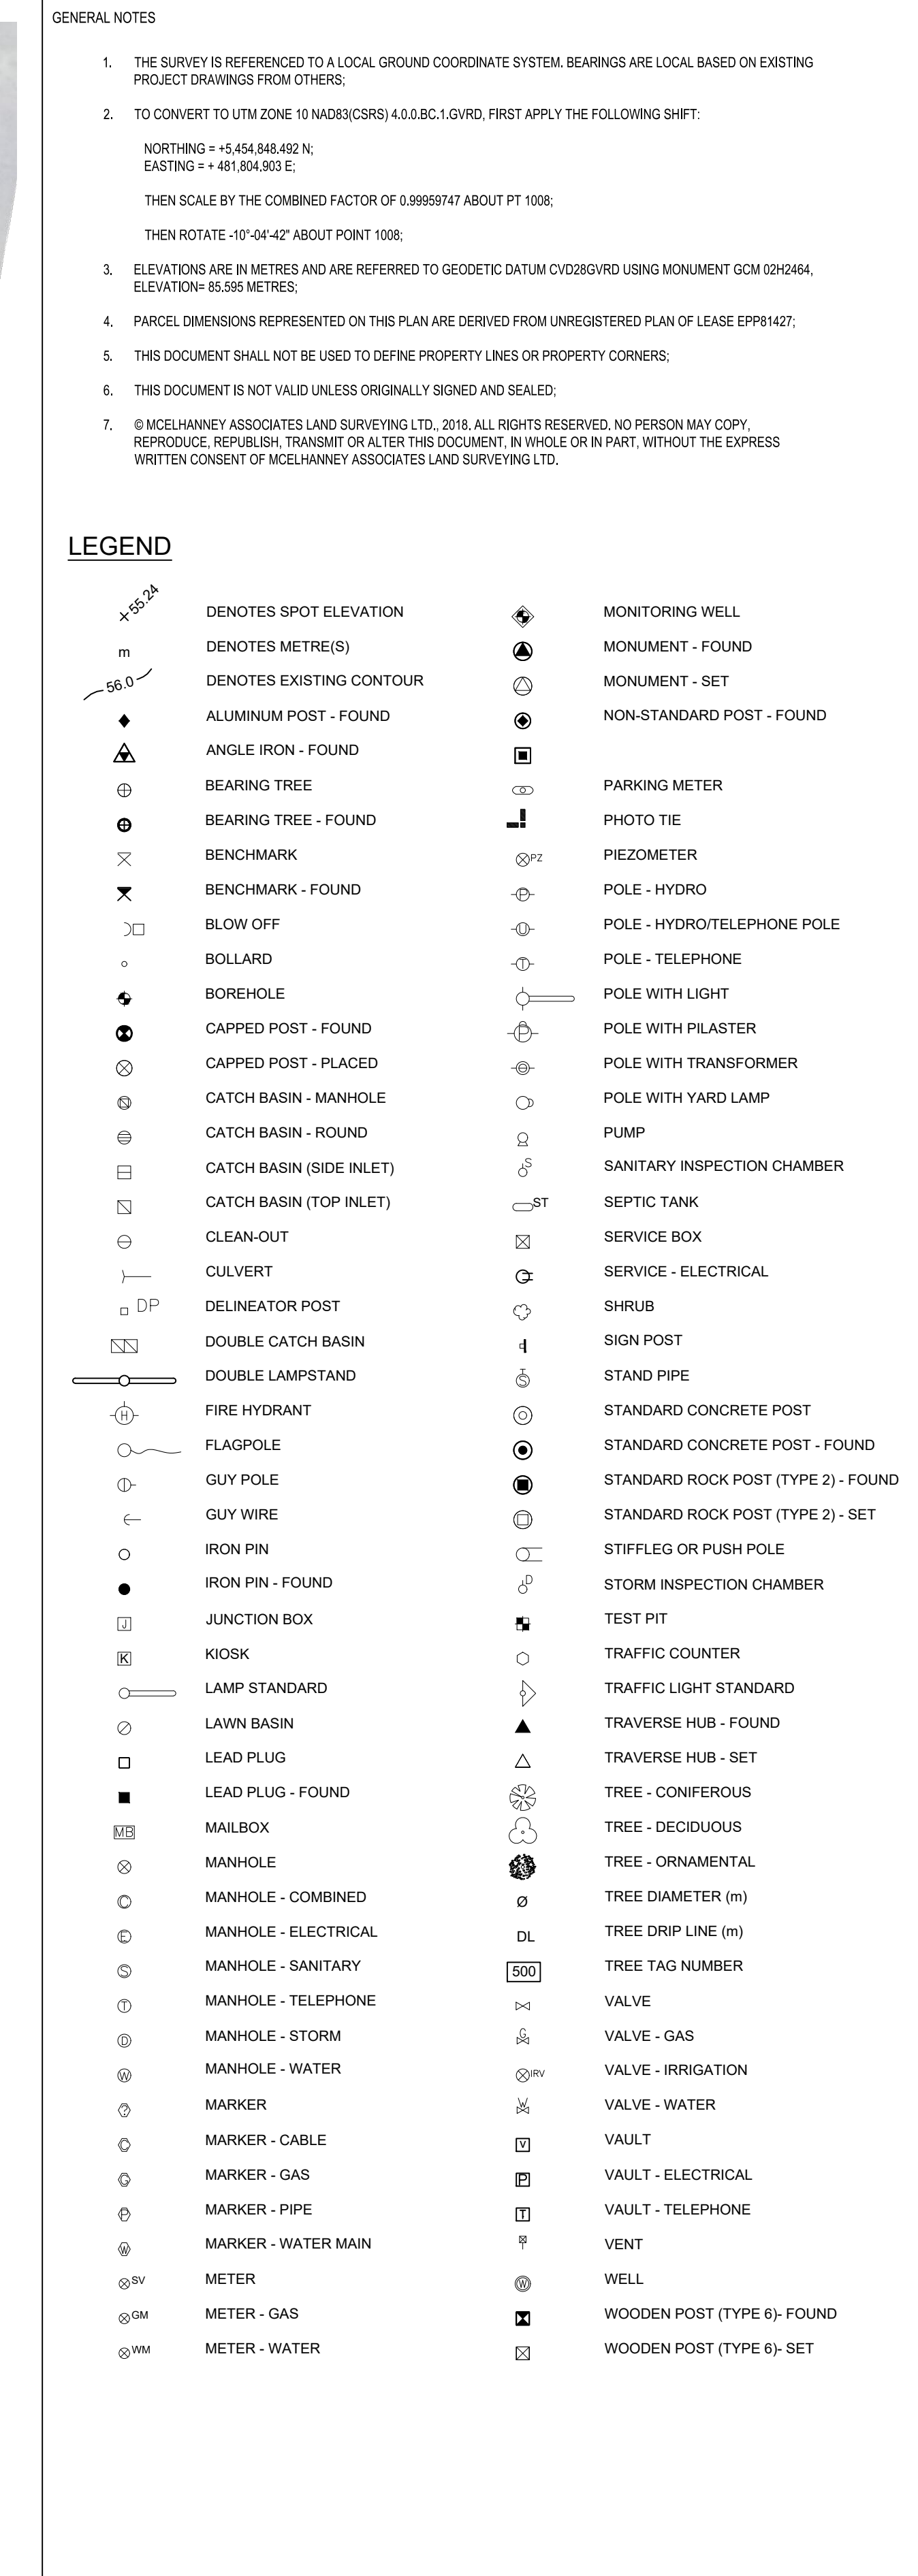 GENERAL NOTES
1. THE SURVEY IS REFERENCED TO A LOCAL GROUND COORDINATE SYSTEM. BEARINGS ARE LOCAL BASED ON EXISTING
PROJECT DRAWINGS FROM OTHERS;
2. TO CONVERT TO UTM ZONE 10 NAD83(CSRS) 4.0.0.BC.1.GVRD, FIRST APPLY THE FOLLOWING SHIFT:
NORTHING = +5,454,848.492 N;
EASTING = + 481,804.903 E;
THEN SCALE BY THE COMBINED FACTOR OF 0.99959747 ABOUT PT 1008;
THEN ROTATE -10°-04'-42" ABOUT POINT 1008;
3. ELEVATIONS ARE IN METRES AND ARE REFERRED TO GEODETIC DATUM CVD28GVRD USING MONUMENT GCM 02H2464,
ELEVATION= 85.595 METRES;
4. PARCEL DIMENSIONS REPRESENTED ON THIS PLAN ARE DERIVED FROM UNREGISTERED PLAN OF LEASE EPP81427;
5. THIS DOCUMENT SHALL NOT BE USED TO DEFINE PROPERTY LINES OR PROPERTY CORNERS;
6. THIS DOCUMENT IS NOT VALID UNLESS ORIGINALLY SIGNED AND SEALED;
7. © MCELHANNEY ASSOCIATES LAND SURVEYING LTD., 2018. ALL RIGHTS RESERVED. NO PERSON MAY COPY,
REPRODUCE, REPUBLISH, TRANSMIT OR ALTER THIS DOCUMENT, IN WHOLE OR IN PART, WITHOUT THE EXPRESS
WRITTEN CONSENT OF MCELHANNEY ASSOCIATES LAND SURVEYING LTD.
LEGEND
55.24 DENOTES SPOT ELEVATION
m DENOTES METRE(S)
56.0 DENOTES EXISTING CONTOUR
ALUMINUM POST - FOUND
ANGLE IRON - FOUND
BEARING TREE
BEARING TREE - FOUND
BENCHMARK
BENCHMARK - FOUND
BLOW OFF
BOLLARD
BOREHOLE
CAPPED POST - FOUND
CAPPED POST - PLACED
CATCH BASIN - MANHOLE
CATCH BASIN - ROUND
CATCH BASIN (SIDE INLET)
CATCH BASIN (TOP INLET)
CLEAN-OUT
CULVERT
DP DELINEATOR POST
DOUBLE CATCH BASIN
DOUBLE LAMPSTAND
H FIRE HYDRANT
FLAGPOLE
GUY POLE
GUY WIRE
IRON PIN
IRON PIN - FOUND
J JUNCTION BOX
K KIOSK
LAMP STANDARD
LAWN BASIN
LEAD PLUG
LEAD PLUG - FOUND
MB MAILBOX
MANHOLE
C MANHOLE - COMBINED
E MANHOLE - ELECTRICAL
S MANHOLE - SANITARY
T MANHOLE - TELEPHONE
D MANHOLE - STORM
W MANHOLE - WATER
? MARKER
C MARKER - CABLE
G MARKER - GAS
P MARKER - PIPE
W MARKER - WATER MAIN
SV METER
GM METER - GAS
WM METER - WATER
MONITORING WELL
MONUMENT - FOUND
MONUMENT - SET
NON-STANDARD POST - FOUND
PARKING METER
PHOTO TIE
PZ PIEZOMETER
P POLE - HYDRO
U POLE - HYDRO/TELEPHONE POLE
T POLE - TELEPHONE
POLE WITH LIGHT
P POLE WITH PILASTER
POLE WITH TRANSFORMER
POLE WITH YARD LAMP
PUMP
S SANITARY INSPECTION CHAMBER
ST SEPTIC TANK
SERVICE BOX
SERVICE - ELECTRICAL
SHRUB
SIGN POST
S STAND PIPE
STANDARD CONCRETE POST
STANDARD CONCRETE POST - FOUND
STANDARD ROCK POST (TYPE 2) - FOUND
STANDARD ROCK POST (TYPE 2) - SET
STIFFLEG OR PUSH POLE
D STORM INSPECTION CHAMBER
TEST PIT
TRAFFIC COUNTER
TRAFFIC LIGHT STANDARD
TRAVERSE HUB - FOUND
TRAVERSE HUB - SET
TREE - CONIFEROUS
TREE - DECIDUOUS
TREE - ORNAMENTAL
Ø TREE DIAMETER (m)
DL TREE DRIP LINE (m)
500 TREE TAG NUMBER
VALVE
G VALVE - GAS
IRV VALVE - IRRIGATION
W VALVE - WATER
V VAULT
P VAULT - ELECTRICAL
T VAULT - TELEPHONE
VENT
W WELL
WOODEN POST (TYPE 6)- FOUND
WOODEN POST (TYPE 6)- SET